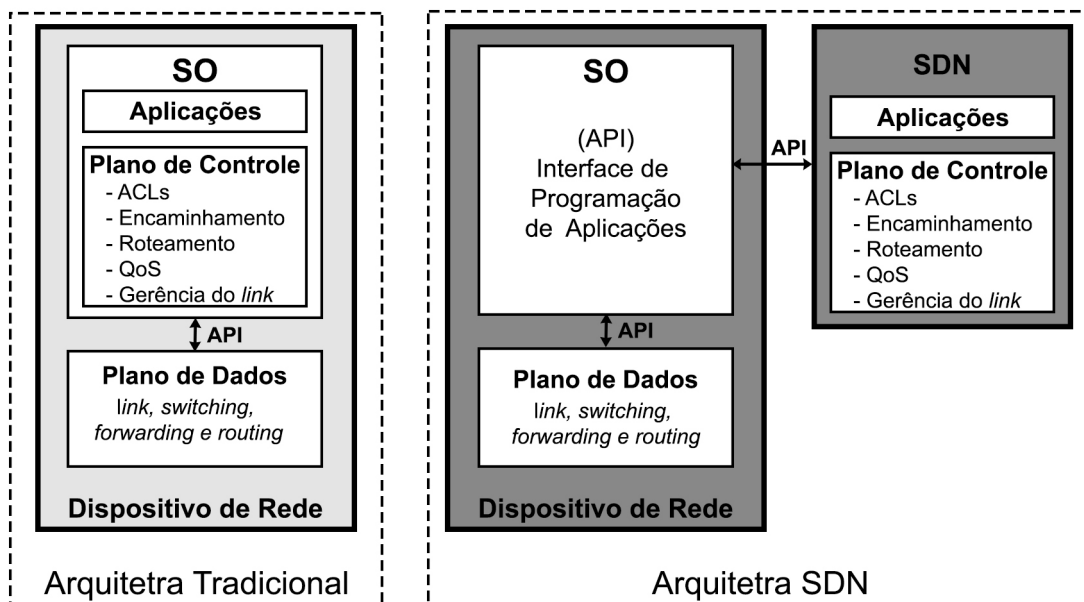 SO
Aplicações
Plano de Controle
- ACLs
- Encaminhamento
- Roteamento
- QoS
- Gerência do link
API
Plano de Dados
link, switching,
forwarding e routing
Dispositivo de Rede
Arquitetra Tradicional
SO
(API)
Interface de
Programação
de Aplicações
API
Plano de Dados
link, switching,
forwarding e routing
Dispositivo de Rede
API
SDN
Aplicações
Plano de Controle
- ACLs
- Encaminhamento
- Roteamento
- QoS
- Gerência do link
Arquitetra SDN